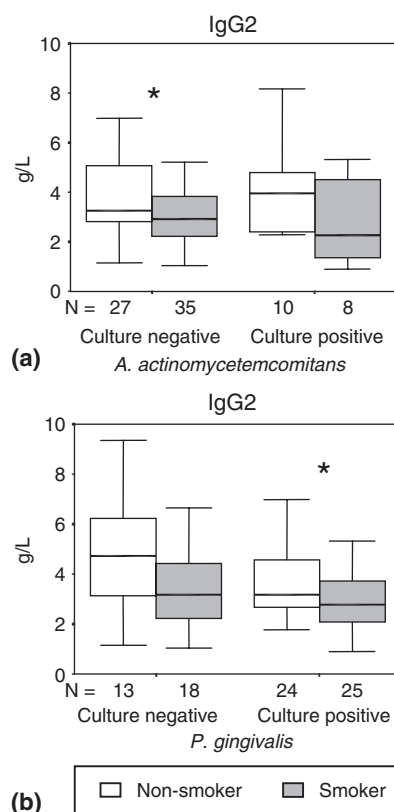 IgG2
10
8
6
4
2
0
g/L
*
N = 27 35 10 8
Culture negative Culture positive
(a) A. actinomycetemcomitans
IgG2
10
8
6
4
2
0
g/L
*
N = 13 18 24 25
Culture negative Culture positive
P. gingivalis
(b) Non-smoker Smoker